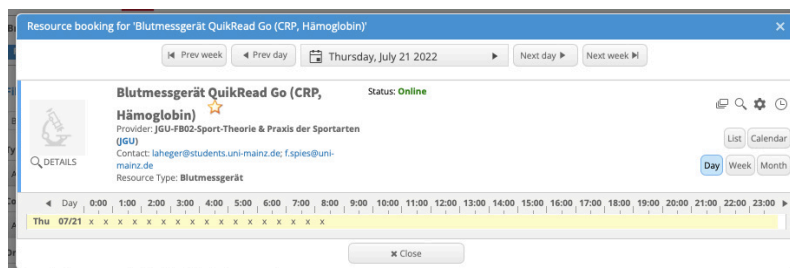 Resource booking for 'Blutmessgerät QuikRead Go (CRP, Hämoglobin)'
Prev week Prev day Thursday, July 21 2022 Next day Next week
Blutmessgerät QuikRead Go (CRP,
Hämoglobin)
Provider: JGU-FB02-Sport-Theorie & Praxis der Sportarten
(JGU)
Contact: laheger@students.uni-mainz.de; f.spies@uni-
mainz.de
Resource Type: Blutmessgerät
Status: Online
DETAILS
List Calendar
Day Week Month
Day 0:00 1:00 2:00 3:00 4:00 5:00 6:00 7:00 8:00 9:00 10:00 11:00 12:00 13:00 14:00 15:00 16:00 17:00 18:00 19:00 20:00 21:00 22:00 23:00
Thu 07/21 x x x x x x x x x x x x x x x x x
x Close